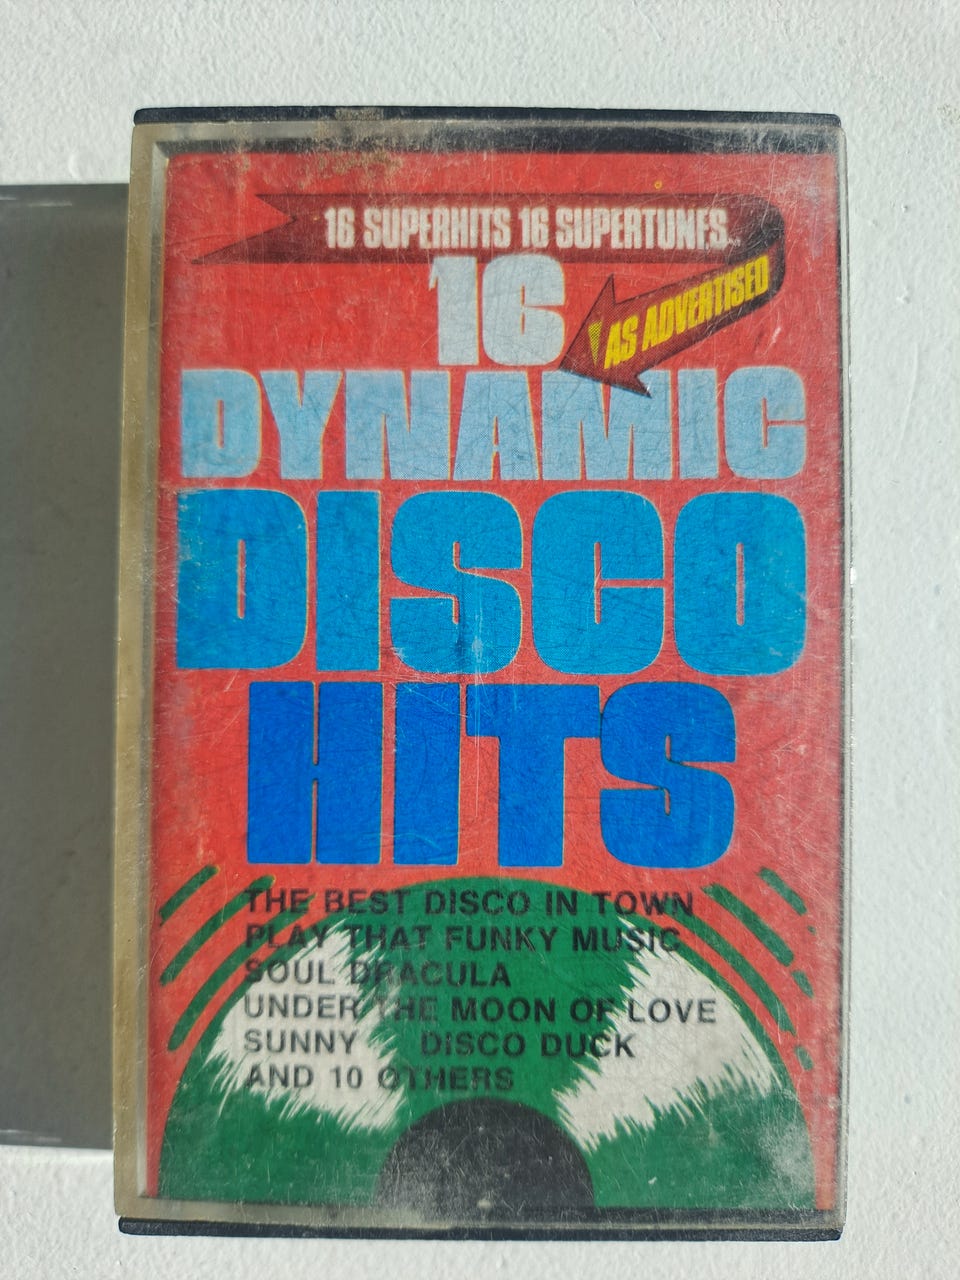 16 SUPERHITS 16 SUPERTUNES
AS ADVERTISED
16
DYNAMIC
DISCO
HITS
THE BEST DISCO IN TOWN
PLAY THAT FUNKY MUSIC
SOUL DRACULA
UNDER THE MOON OF LOVE
SUNNY DISCO DUCK
AND 10 OTHERS